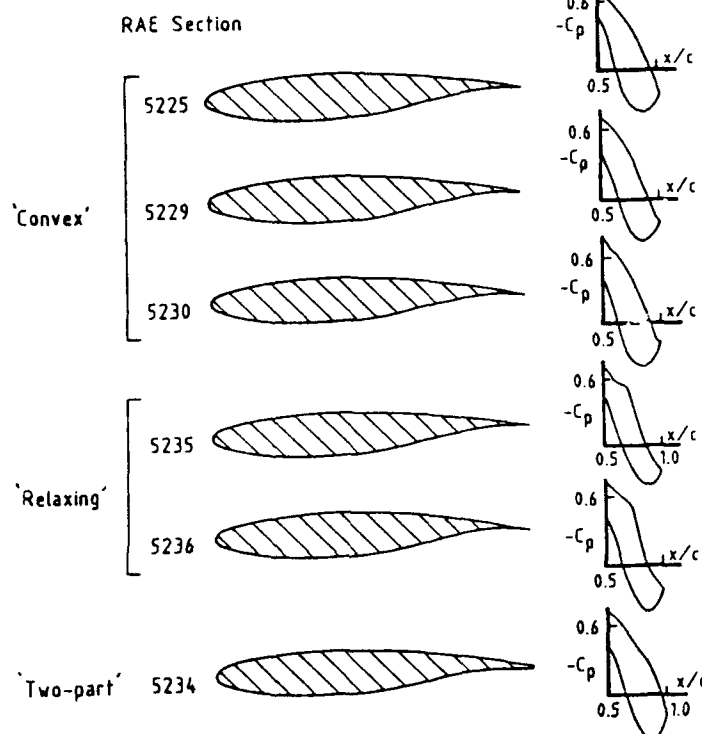 RAE Section
'Convex'
5225
5229
5230
'Relaxing'
5235
5236
'Two-part'
5234
0.6
-Cp
x/c
0.5
0.6
-Cp
x/c
0.5
0.6
-Cp
x/c
0.5
0.6
-Cp
x/c
0.5
1.0
0.6
-Cp
x/c
0.5
0.6
-Cp
x/c
0.5
1.0